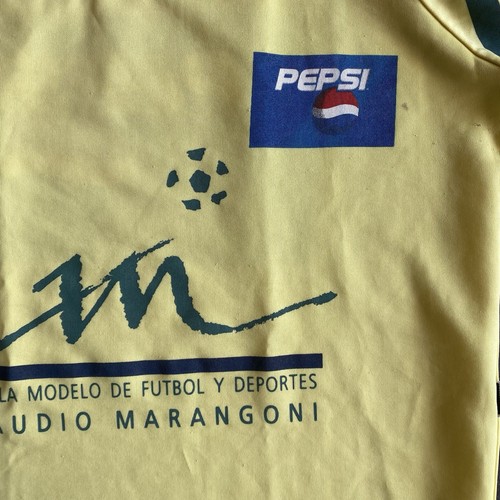 PEPSI
m
LA MODELO DE FUTBOL Y DEPORTES
AUDIO MARANGONI